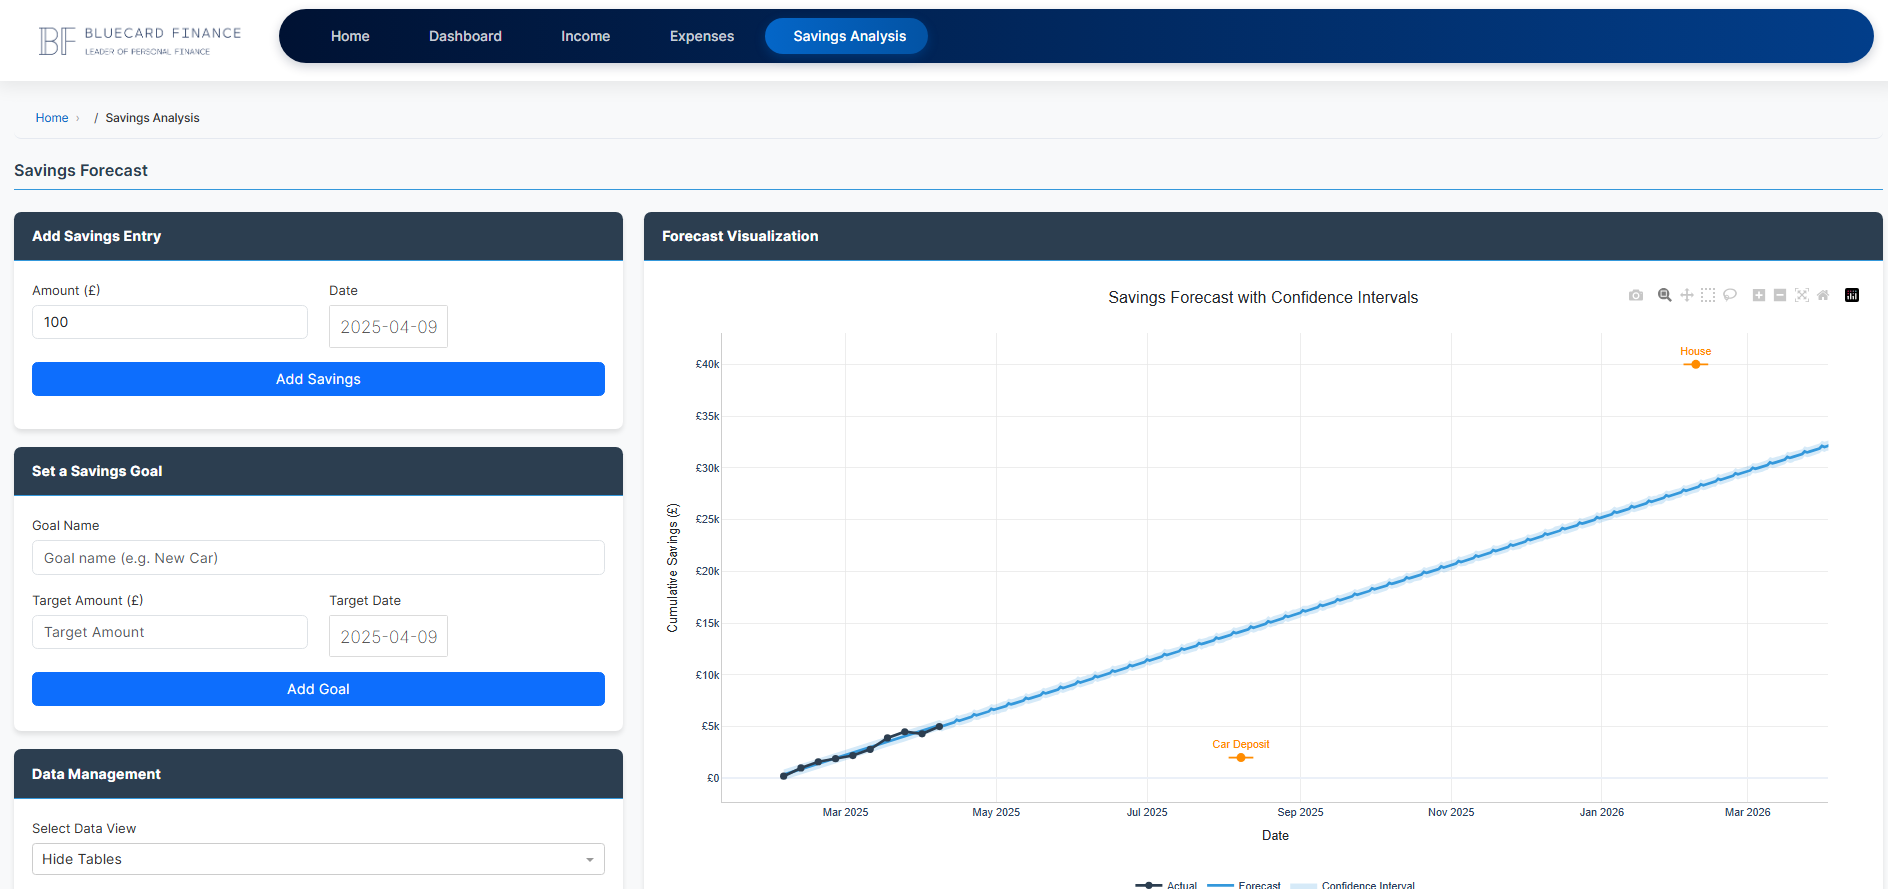 BF BLUECARD FINANCE
LEADER OF PERSONAL FINANCE
Home Dashboard Income Expenses Savings Analysis
Home › / Savings Analysis
Savings Forecast
Add Savings Entry
Amount (£) Date
100 2025-04-09
Add Savings
Set a Savings Goal
Goal Name
Goal name (e.g. New Car)
Target Amount (£) Target Date
Target Amount 2025-04-09
Add Goal
Data Management
Select Data View
Hide Tables
Forecast Visualization
Savings Forecast with Confidence Intervals
House
£40k
£35k
£30k
£25k
£20k
£15k
£10k
£5k
£0
Cumulative Savings (£)
Car Deposit
Mar 2025 May 2025 Jul 2025 Sep 2025 Nov 2025 Jan 2026 Mar 2026
Date
Actual Forecast Confidence Interval